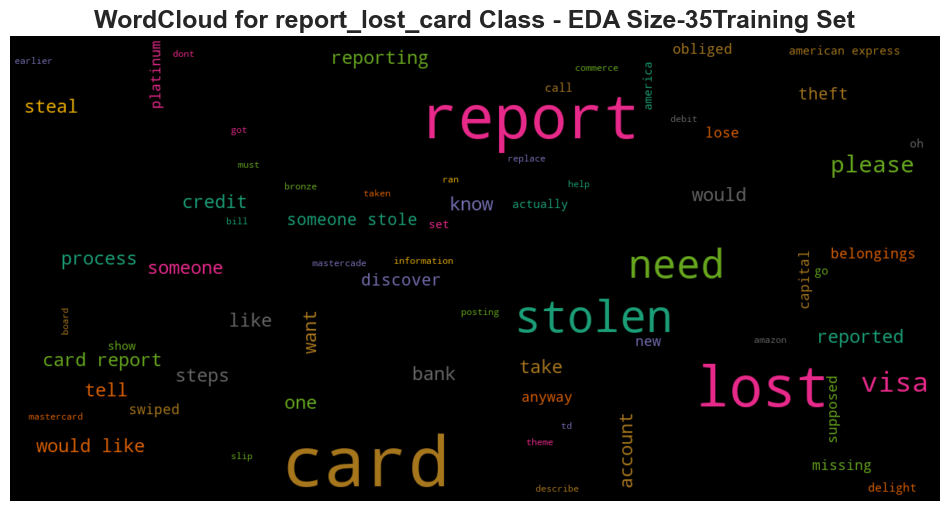 WordCloud for report_lost_card Class - EDA Size-35Training Set
earlier
dont
platinum
reporting
commerce
obliged
american express
steal
call
america
theft
report
debit
lose
got
oh
must
replace
please
bronze
taken
ran
help
credit
know
actually
would
bill
someone stole
set
process
someone
mastercade
information
discover
need
belongings
capital
go
board
like
want
posting
stolen
new
amazon
reported
show
card report
steps
bank
take
lost
visa
tell
swiped
one
anyway
supposed
mastercard
would like
card
theme
td
account
slip
missing
describe
delight